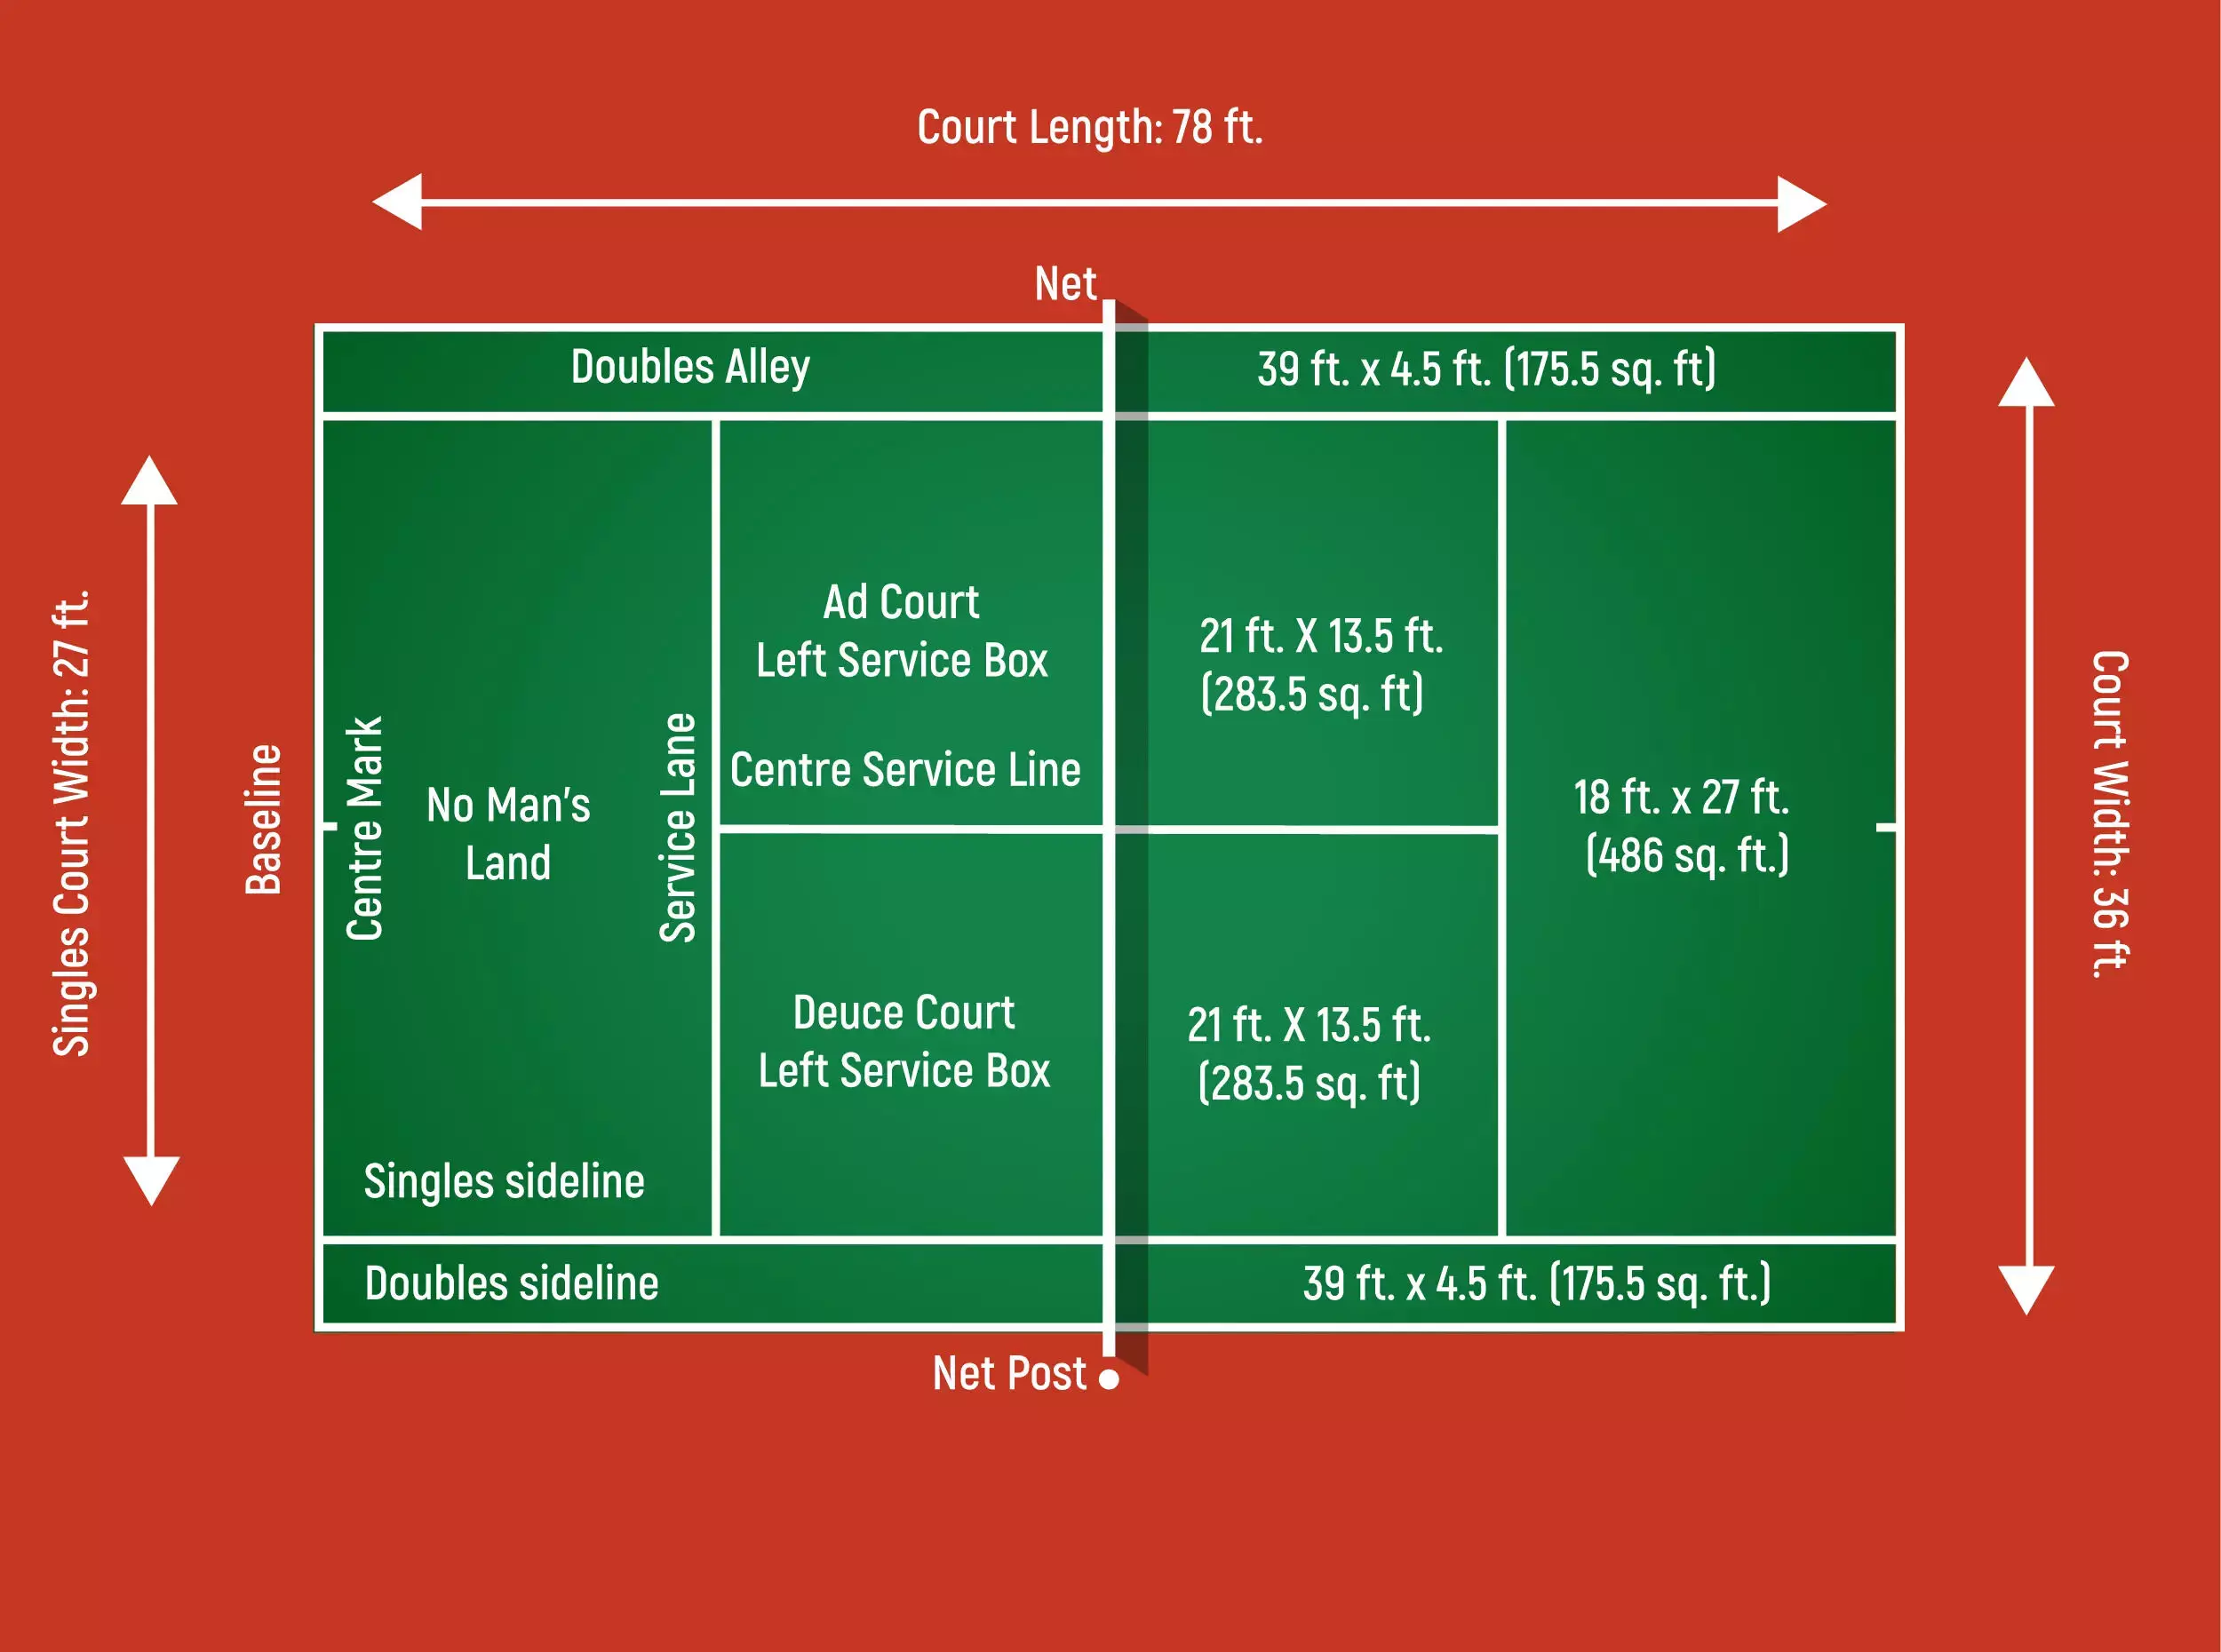 Court Length: 78 ft.
Net
Doubles Alley
39 ft. x 4.5 ft. (175.5 sq. ft)
Singles Court Width: 27 ft.
Baseline
Centre Mark
No Man's
Land
Service Lane
Ad Court
Left Service Box
Centre Service Line
21 ft. X 13.5 ft.
(283.5 sq. ft)
18 ft. x 27 ft.
(486 sq. ft.)
Court Width: 36 ft.
Deuce Court
Left Service Box
21 ft. X 13.5 ft.
(283.5 sq. ft)
Singles sideline
Doubles sideline
39 ft. x 4.5 ft. (175.5 sq. ft.)
Net Post